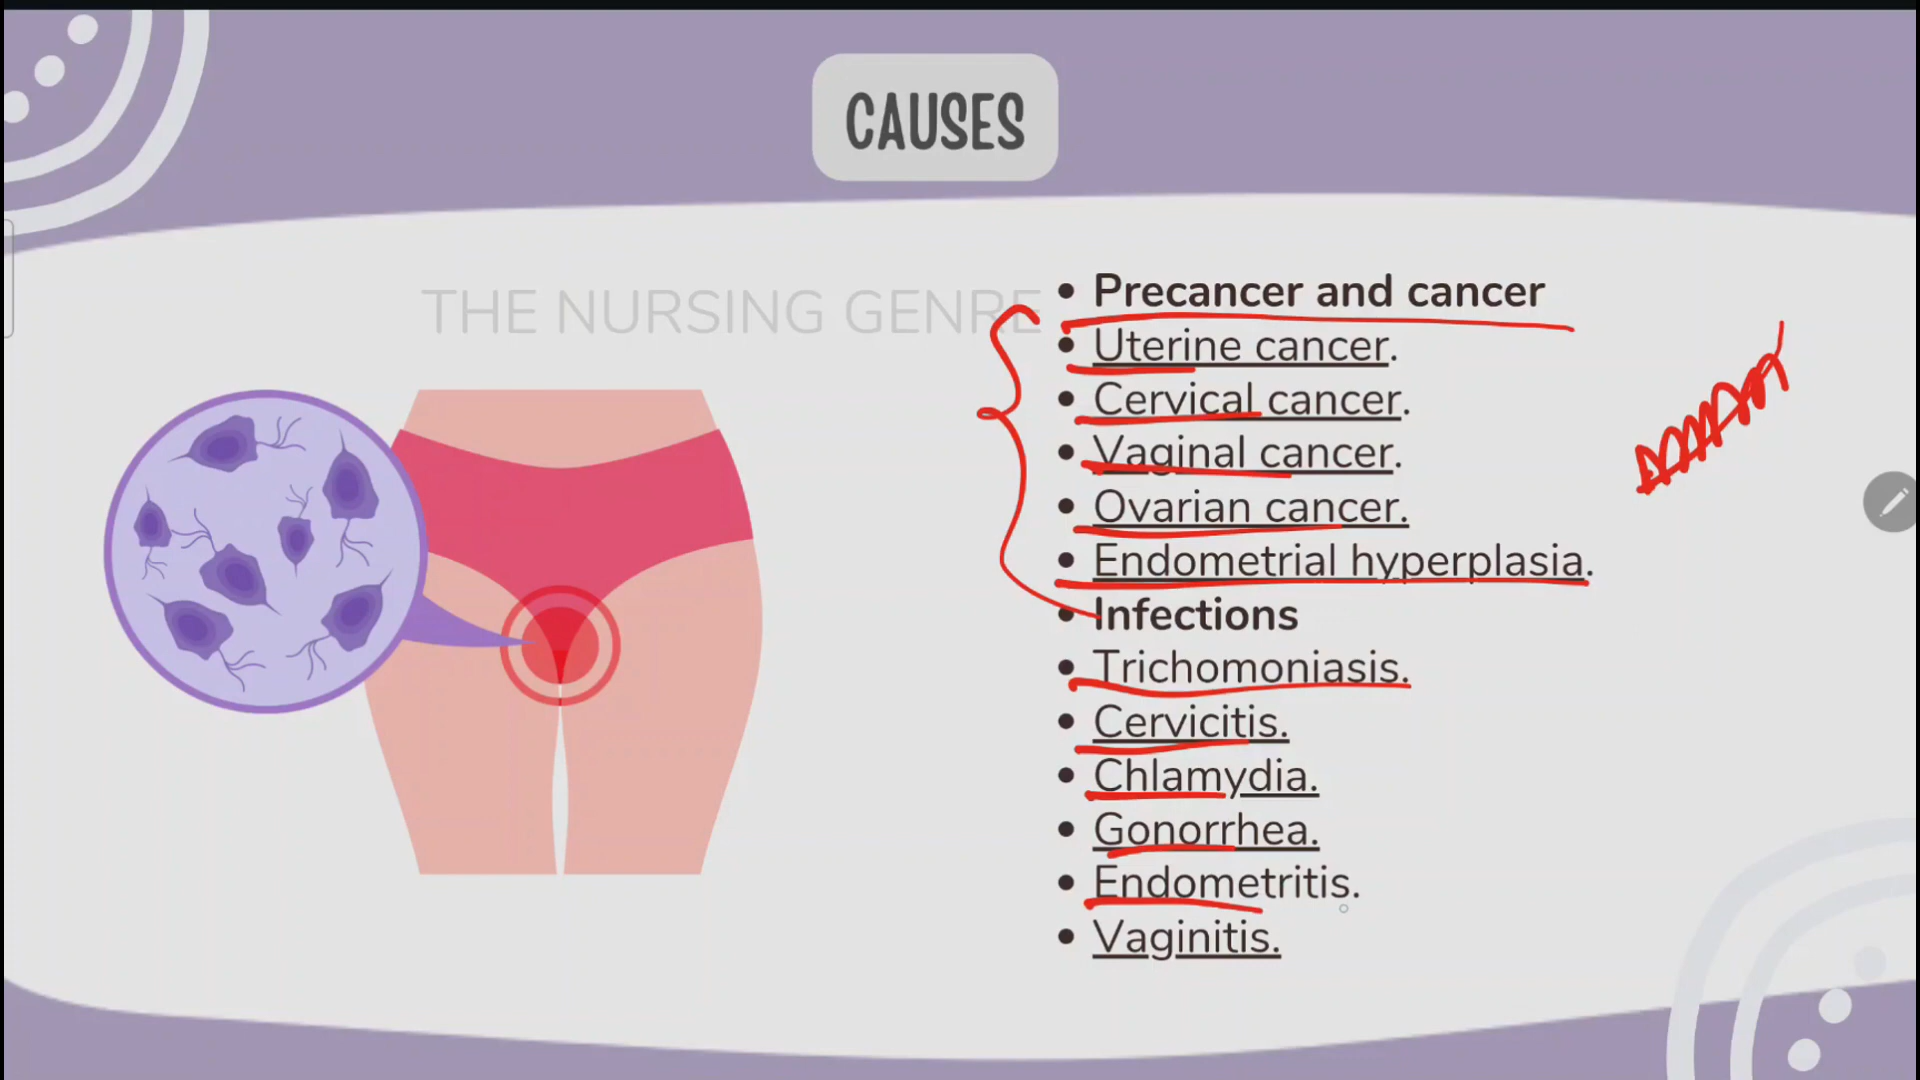 CAUSES
THE NURSING GENRE
• Precancer and cancer
• Uterine cancer.
• Cervical cancer.
• Vaginal cancer.
• Ovarian cancer.
• Endometrial hyperplasia.
• Infections
• Trichomoniasis.
• Cervicitis.
• Chlamydia.
• Gonorrhea.
• Endometritis.
• Vaginitis.